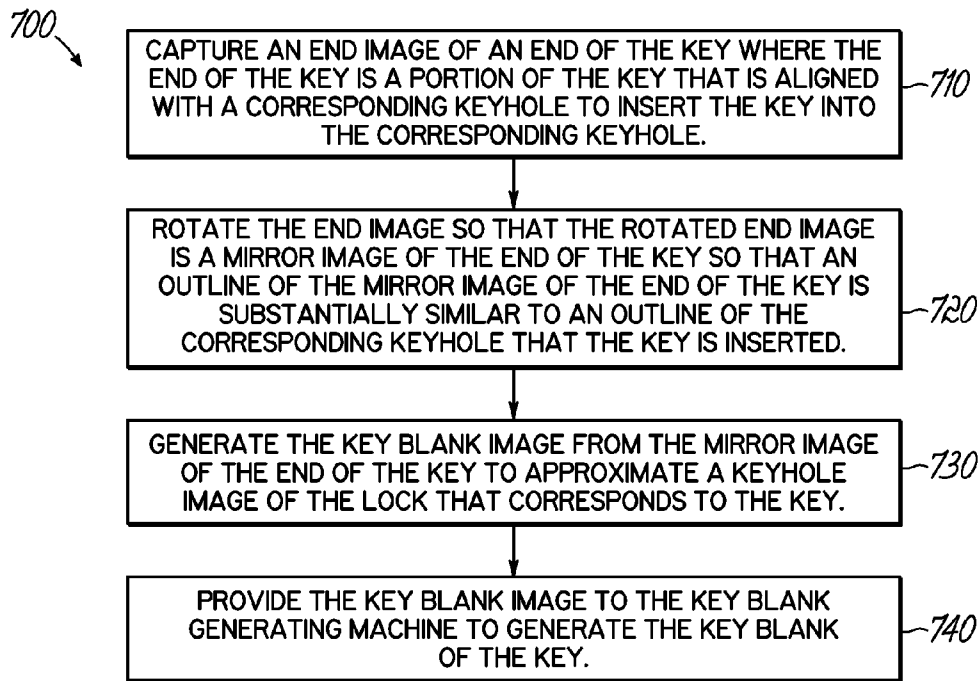 700
CAPTURE AN END IMAGE OF AN END OF THE KEY WHERE THE
END OF THE KEY IS A PORTION OF THE KEY THAT IS ALIGNED
WITH A CORRESPONDING KEYHOLE TO INSERT THE KEY INTO
THE CORRESPONDING KEYHOLE.
710
ROTATE THE END IMAGE SO THAT THE ROTATED END IMAGE
IS A MIRROR IMAGE OF THE END OF THE KEY SO THAT AN
OUTLINE OF THE MIRROR IMAGE OF THE END OF THE KEY IS
SUBSTANTIALLY SIMILAR TO AN OUTLINE OF THE
CORRESPONDING KEYHOLE THAT THE KEY IS INSERTED.
720
GENERATE THE KEY BLANK IMAGE FROM THE MIRROR IMAGE
OF THE END OF THE KEY TO APPROXIMATE A KEYHOLE
IMAGE OF THE LOCK THAT CORRESPONDS TO THE KEY.
730
PROVIDE THE KEY BLANK IMAGE TO THE KEY BLANK
GENERATING MACHINE TO GENERATE THE KEY BLANK
OF THE KEY.
740